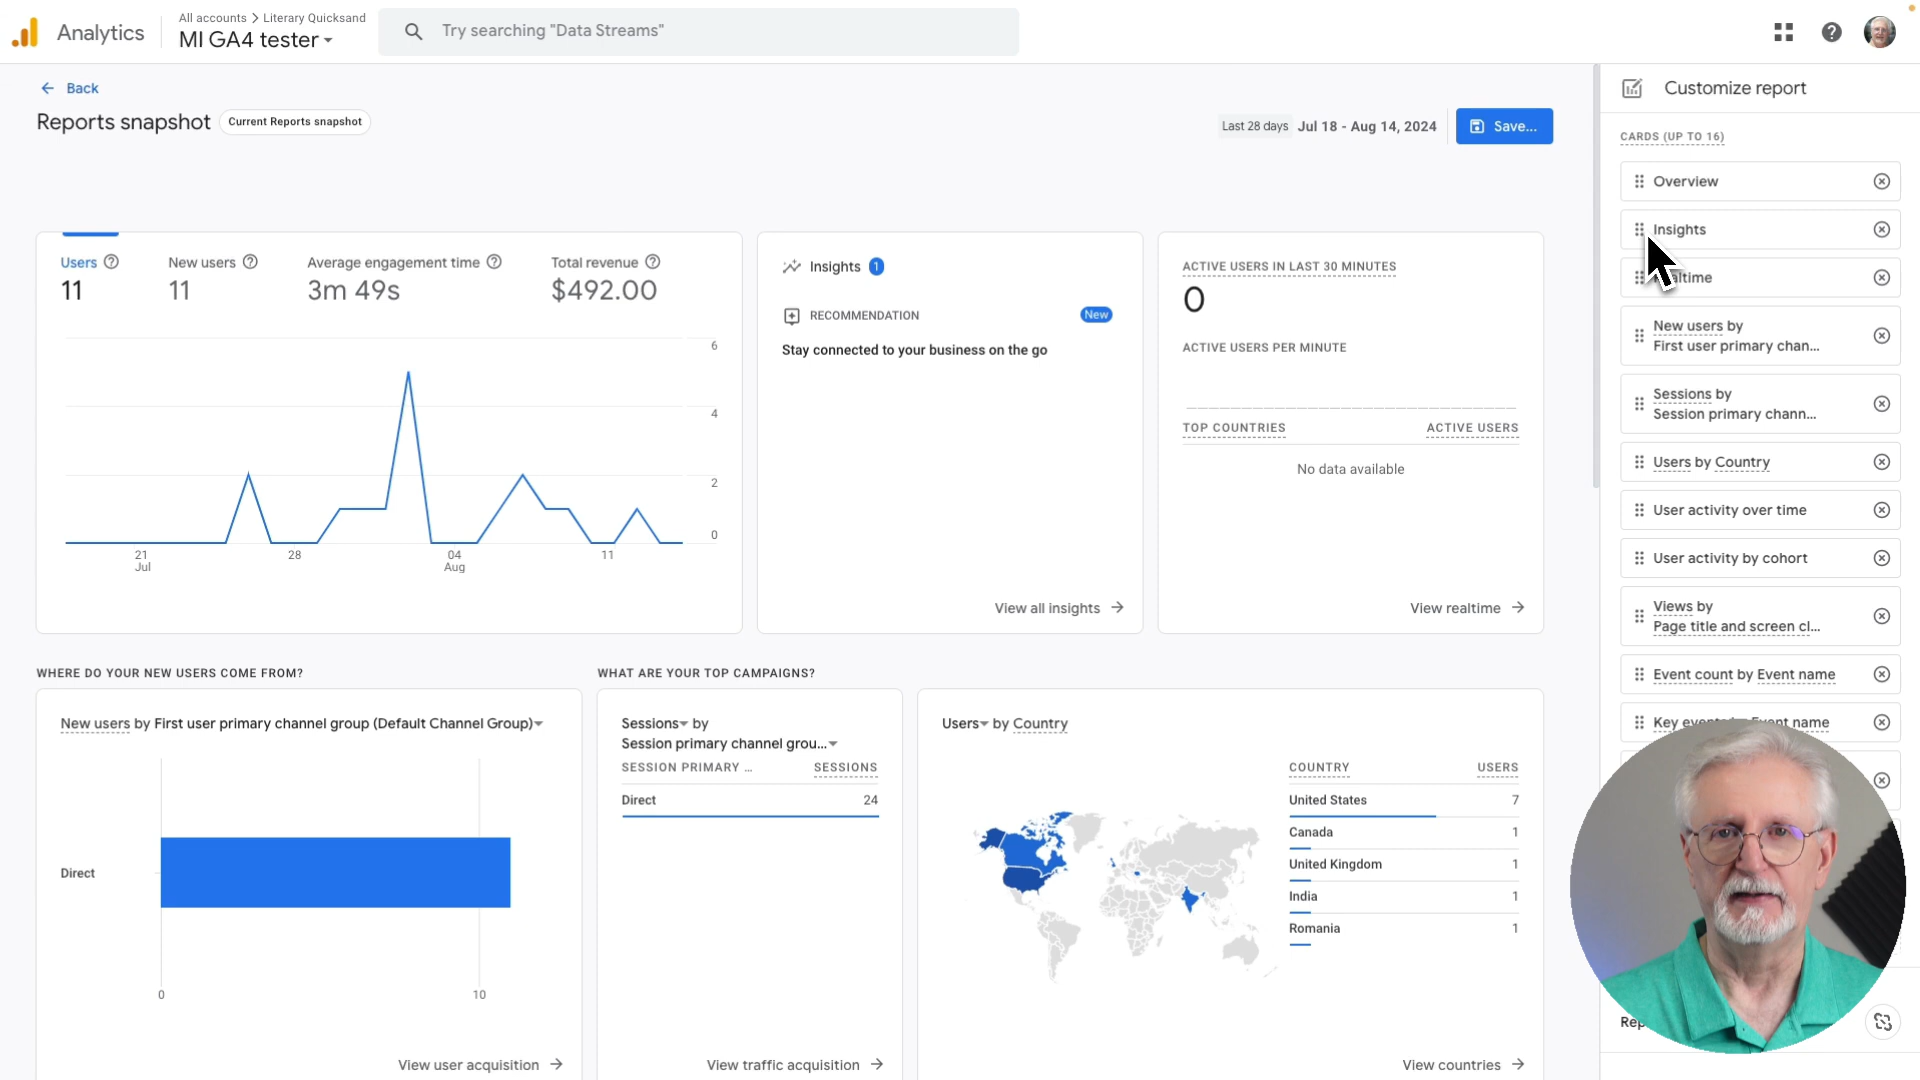 Analytics
All accounts > Literary Quicksand
MI GA4 tester
Try searching "Data Streams"
Back
Reports snapshot
Current Reports snapshot
Last 28 days
Jul 18 - Aug 14, 2024
Save...
Users
11
New users
11
Average engagement time
3m 49s
Total revenue
$492.00
6
4
2
0
21
Jul
28
04
Aug
11
Insights
1
RECOMMENDATION
New
Stay connected to your business on the go
View all insights
ACTIVE USERS IN LAST 30 MINUTES
0
ACTIVE USERS PER MINUTE
TOP COUNTRIES
ACTIVE USERS
No data available
View realtime
WHERE DO YOUR NEW USERS COME FROM?
New users by First user primary channel group (Default Channel Group)
Direct
0
10
View user acquisition
WHAT ARE YOUR TOP CAMPAIGNS?
Sessions by
Session primary channel grou...
SESSION PRIMARY ...
SESSIONS
Direct
24
View traffic acquisition
Users by Country
COUNTRY
USERS
United States
7
Canada
1
United Kingdom
1
India
1
Romania
1
View countries
Customize report
CARDS (UP TO 16)
Overview
Insights
New users by
First user primary chan...
Sessions by
Session primary chann...
Users by Country
User activity over time
User activity by cohort
Views by
Page title and screen cl...
Event count by Event name
Key name